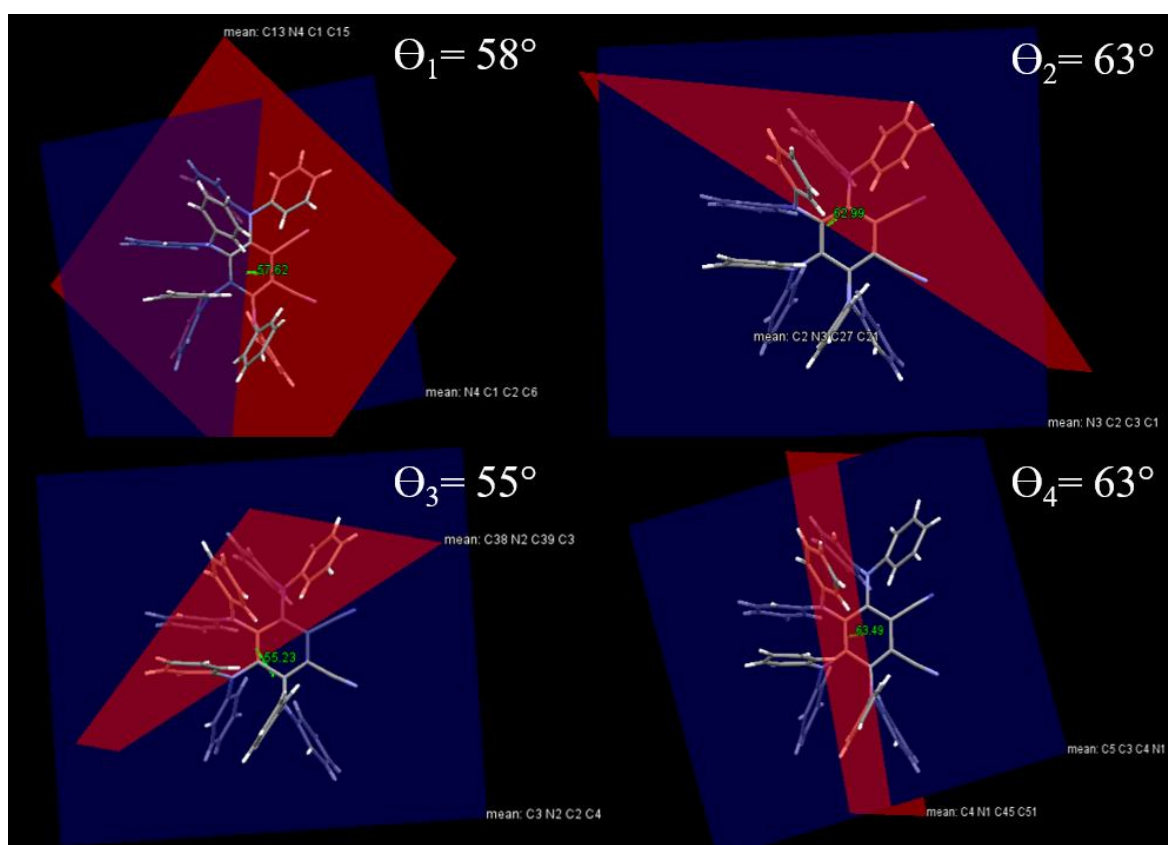 mean: C13 N4 C1 C15
ϴ1= 58°
57.62
mean: N4 C1 C2 C6
ϴ2= 63°
62.99
mean: C2 N3 C27 C21
mean: N3 C2 C3 C1
ϴ3= 55°
mean: C38 N2 C39 C3
55.23
mean: C3 N2 C2 C4
ϴ4= 63°
63.49
mean: C5 C3 C4 N1
mean: C4 N1 C45 C51